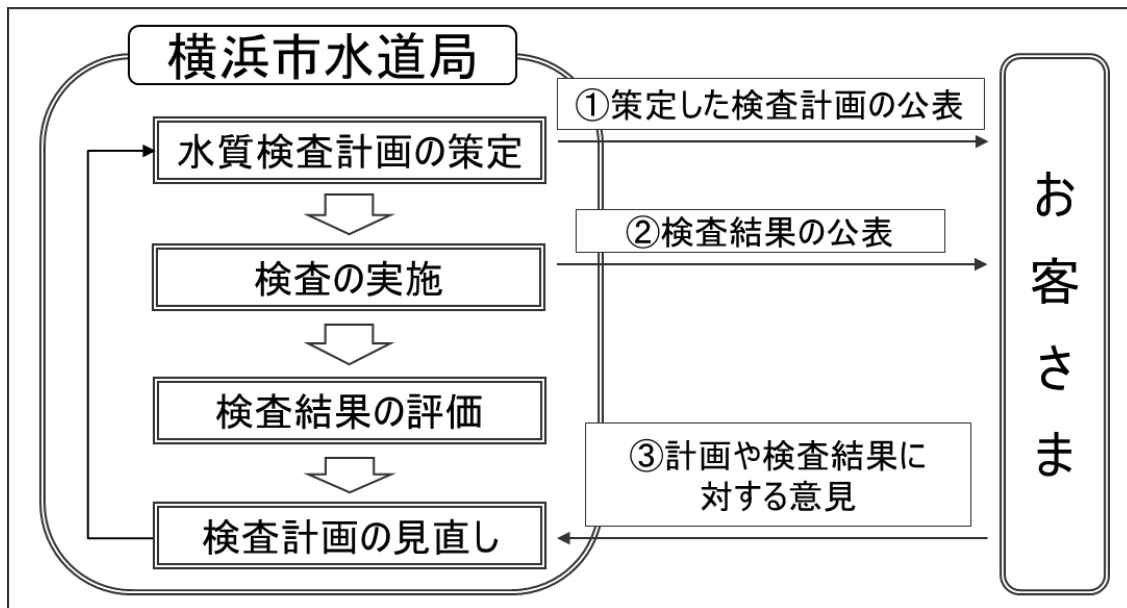 横浜市水道局
①策定した検査計画の公表
水質検査計画の策定
②検査結果の公表
検査の実施
検査結果の評価
③計画や検査結果に
対する意見
検査計画の見直し
お客さま